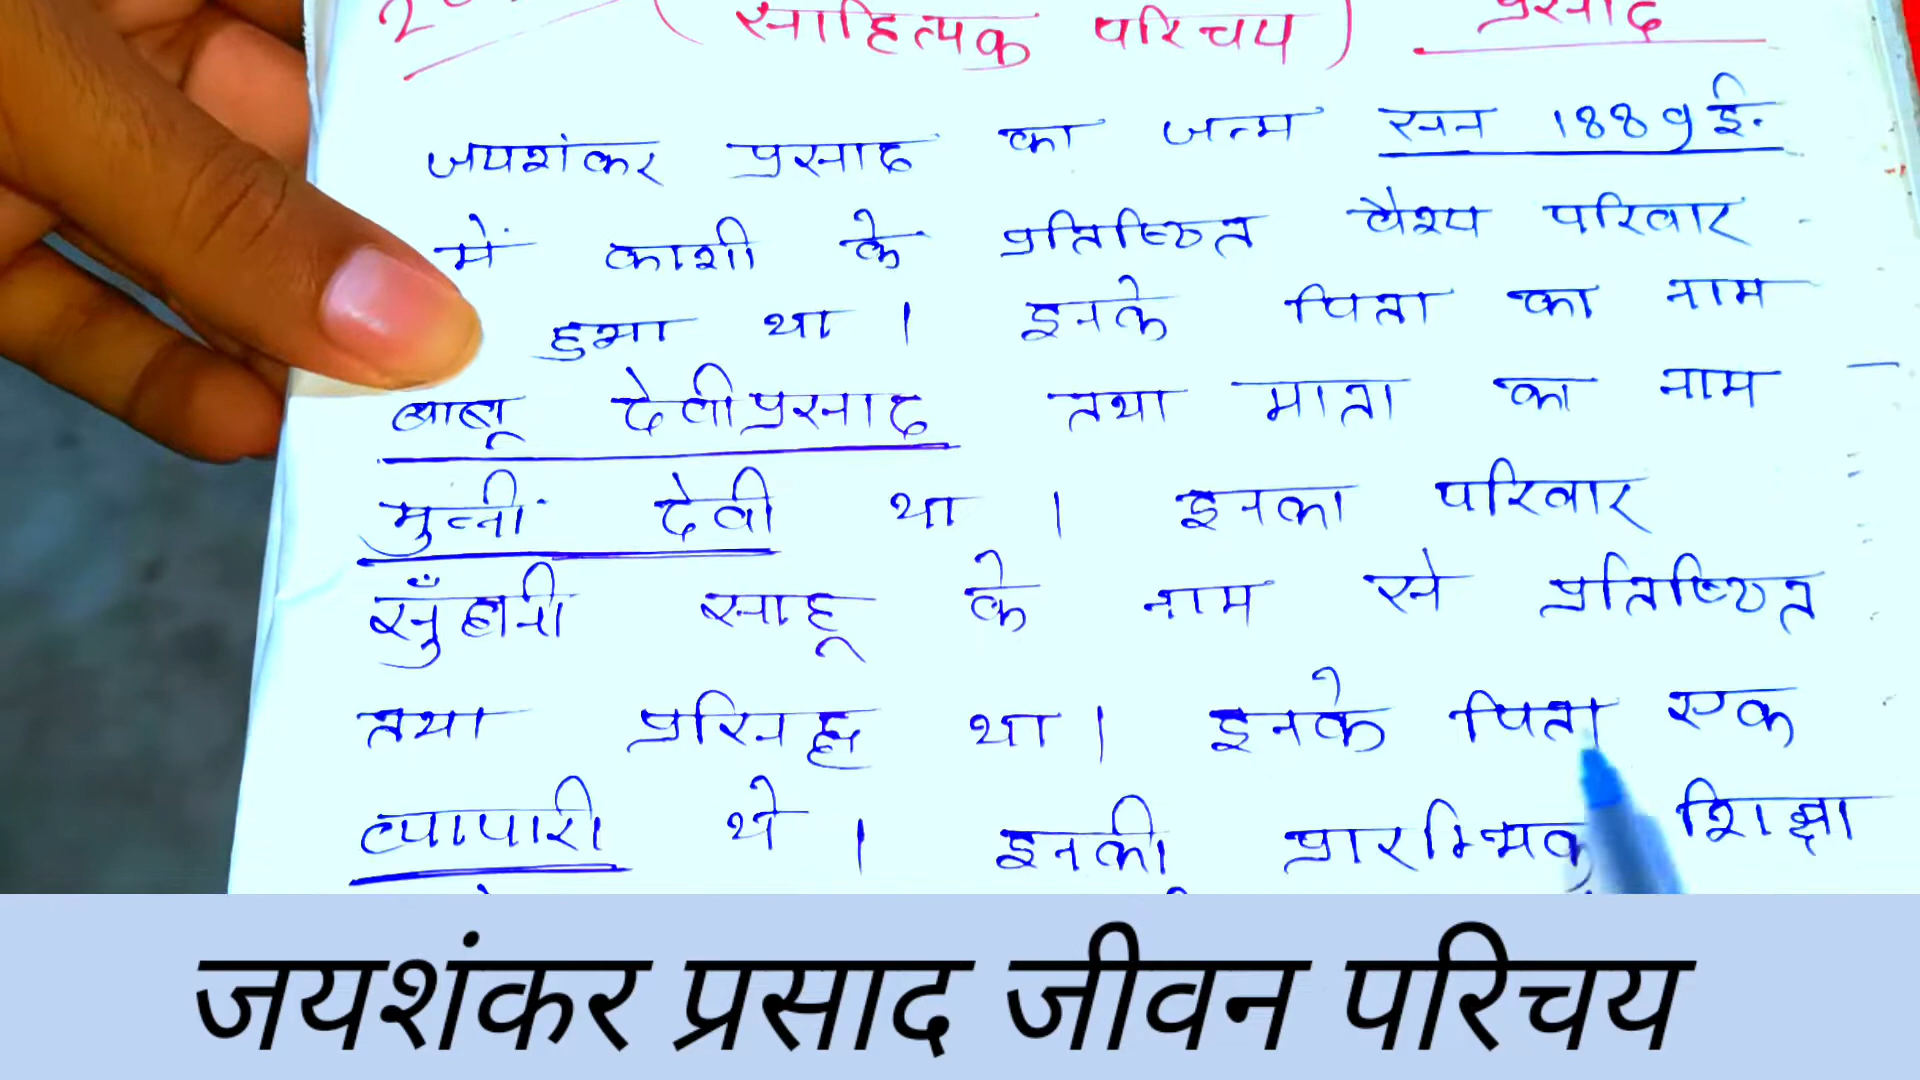 ( साहित्यक परिचय ) प्रसाद
जयशंकर प्रसाद का जन्म सन 1889 ई.
में काशी के प्रतिष्ठित वैश्य परिवार
हुआ था । इनके पिता का नाम
बाबू देवीप्रसाद तथा माता का नाम
मुन्नी देवी था । इनका परिवार
सुँघनी साहू के नाम से प्रतिष्ठित
तथा प्रसिद्ध था । इनके पिता एक
व्यापारी थे । इनकी प्रारम्भिक शिक्षा
जयशंकर प्रसाद जीवन परिचय